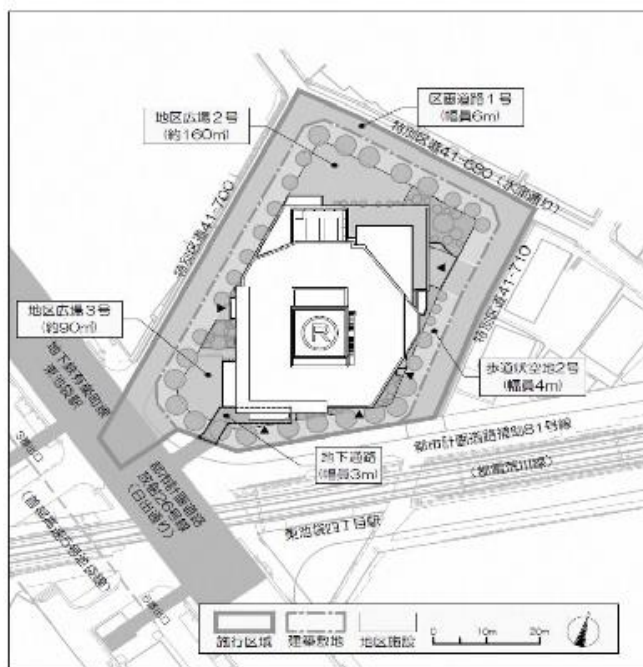 区画道路1号
(幅員6m)
地区広場2号
(約160㎡)
特別区道41-680(水窪通り)
特別区道41-700
特別区道41-710
地区広場3号
(約90㎡)
地下鉄有楽町線
東池袋駅
R
歩道状空地2号
(幅員4m)
地下通路
(幅員3m)
都市計画道路補助81号線
(都電荒川線)
都市計画道路
放射26号線
(日出通り)
東池袋四丁目駅
(首都高速5号池袋線)
施行区域
建築敷地
地区施設
0
10m
20m